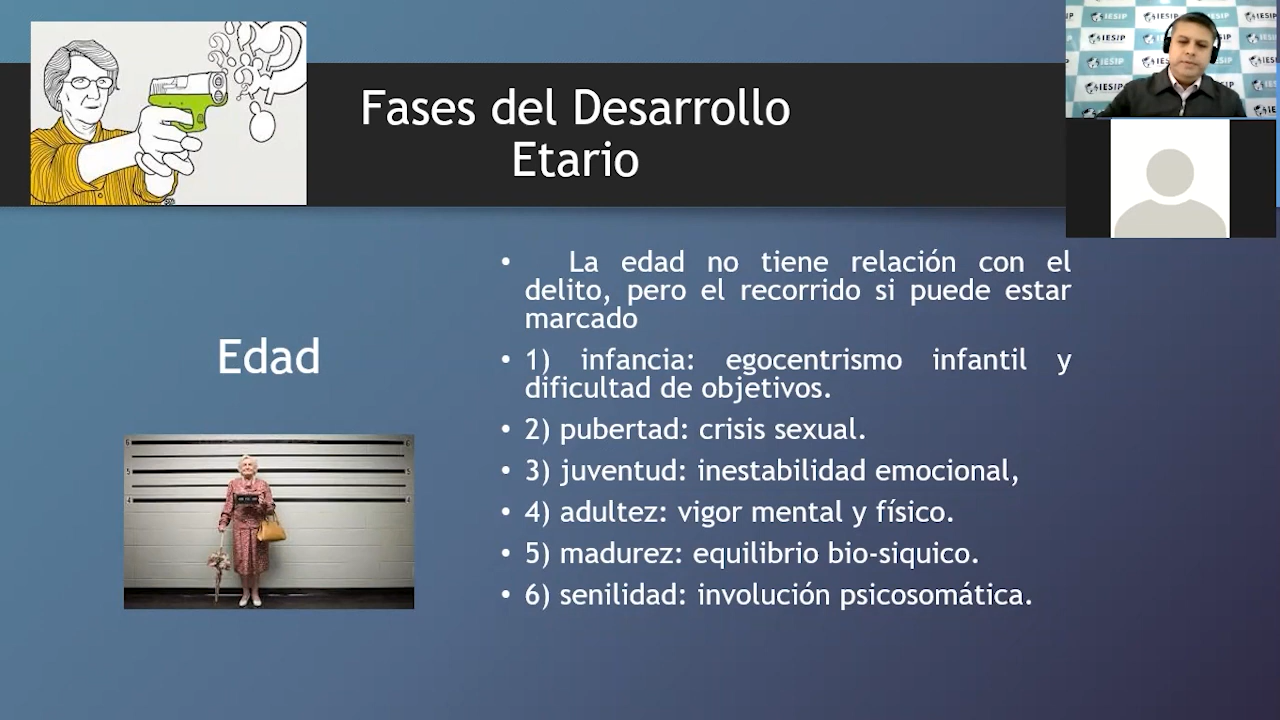 Fases del Desarrollo
Etario
Edad
• La edad no tiene relación con el
delito, pero el recorrido si puede estar
marcado
• 1) infancia: egocentrismo infantil y
dificultad de objetivos.
• 2) pubertad: crisis sexual.
• 3) juventud: inestabilidad emocional,
• 4) adultez: vigor mental y físico.
• 5) madurez: equilibrio bio-siquico.
• 6) senilidad: involución psicosomática.
IESIP
IESIP
IESIP